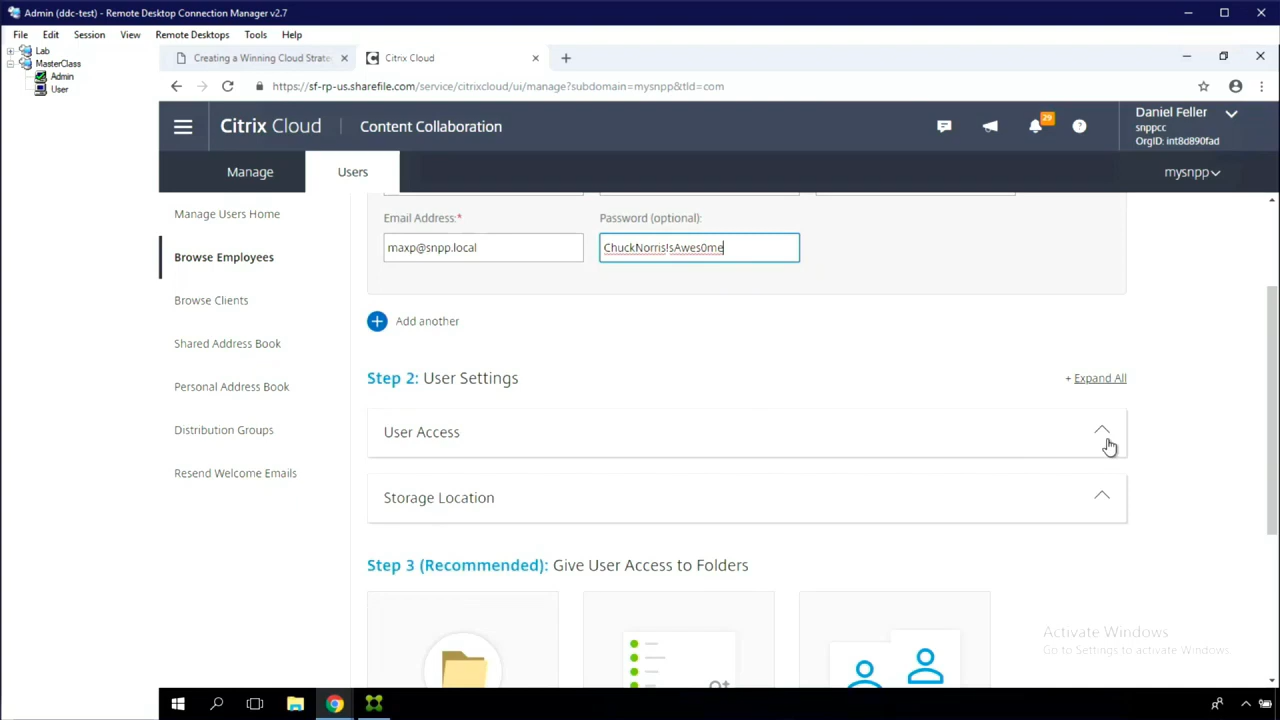 Admin (ddc-test) - Remote Desktop Connection Manager v2.7
File Edit Session View Remote Desktops Tools Help
Lab
MasterClass
Admin
User
Creating a Winning Cloud Strate
Citrix Cloud
https://sf-rp-us.sharefile.com/service/citrixcloud/ui/manage?subdomain=mysnpp&tld=com
Citrix Cloud
Content Collaboration
29
Daniel Feller
snppcc
OrgID: int8d890fad
Manage
Users
mysnpp
Manage Users Home
Browse Employees
Browse Clients
Shared Address Book
Personal Address Book
Distribution Groups
Resend Welcome Emails
Email Address:*
Password (optional):
maxp@snpp.local
ChuckNorris!sAwes0me
Add another
Step 2: User Settings
+ Expand All
User Access
Storage Location
Step 3 (Recommended): Give User Access to Folders
Activate Windows
Go to Settings to activate Windows.